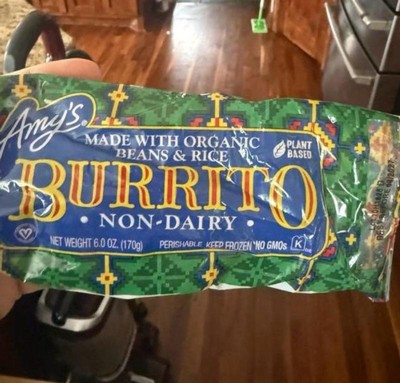 Amy's
MADE WITH ORGANIC
BEANS & RICE
PLANT
BASED
BURRITO
• NON-DAIRY •
NET WEIGHT 6.0 OZ. (170g)
PERISHABLE KEEP FROZEN NO GMOs K